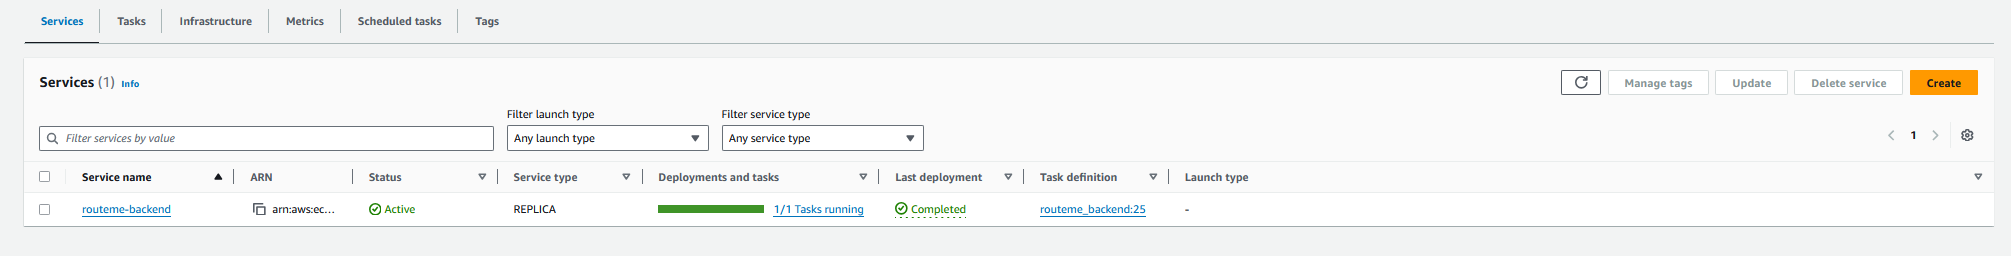 Services Tasks Infrastructure Metrics Scheduled tasks Tags
Services (1) Info Manage tags Update Delete service Create
Filter launch type Filter service type
Filter services by value Any launch type Any service type 1
Service name ARN Status Service type Deployments and tasks Last deployment Task definition Launch type
routeme-backend arn:aws:ec... Active REPLICA 1/1 Tasks running Completed routeme_backend:25 -